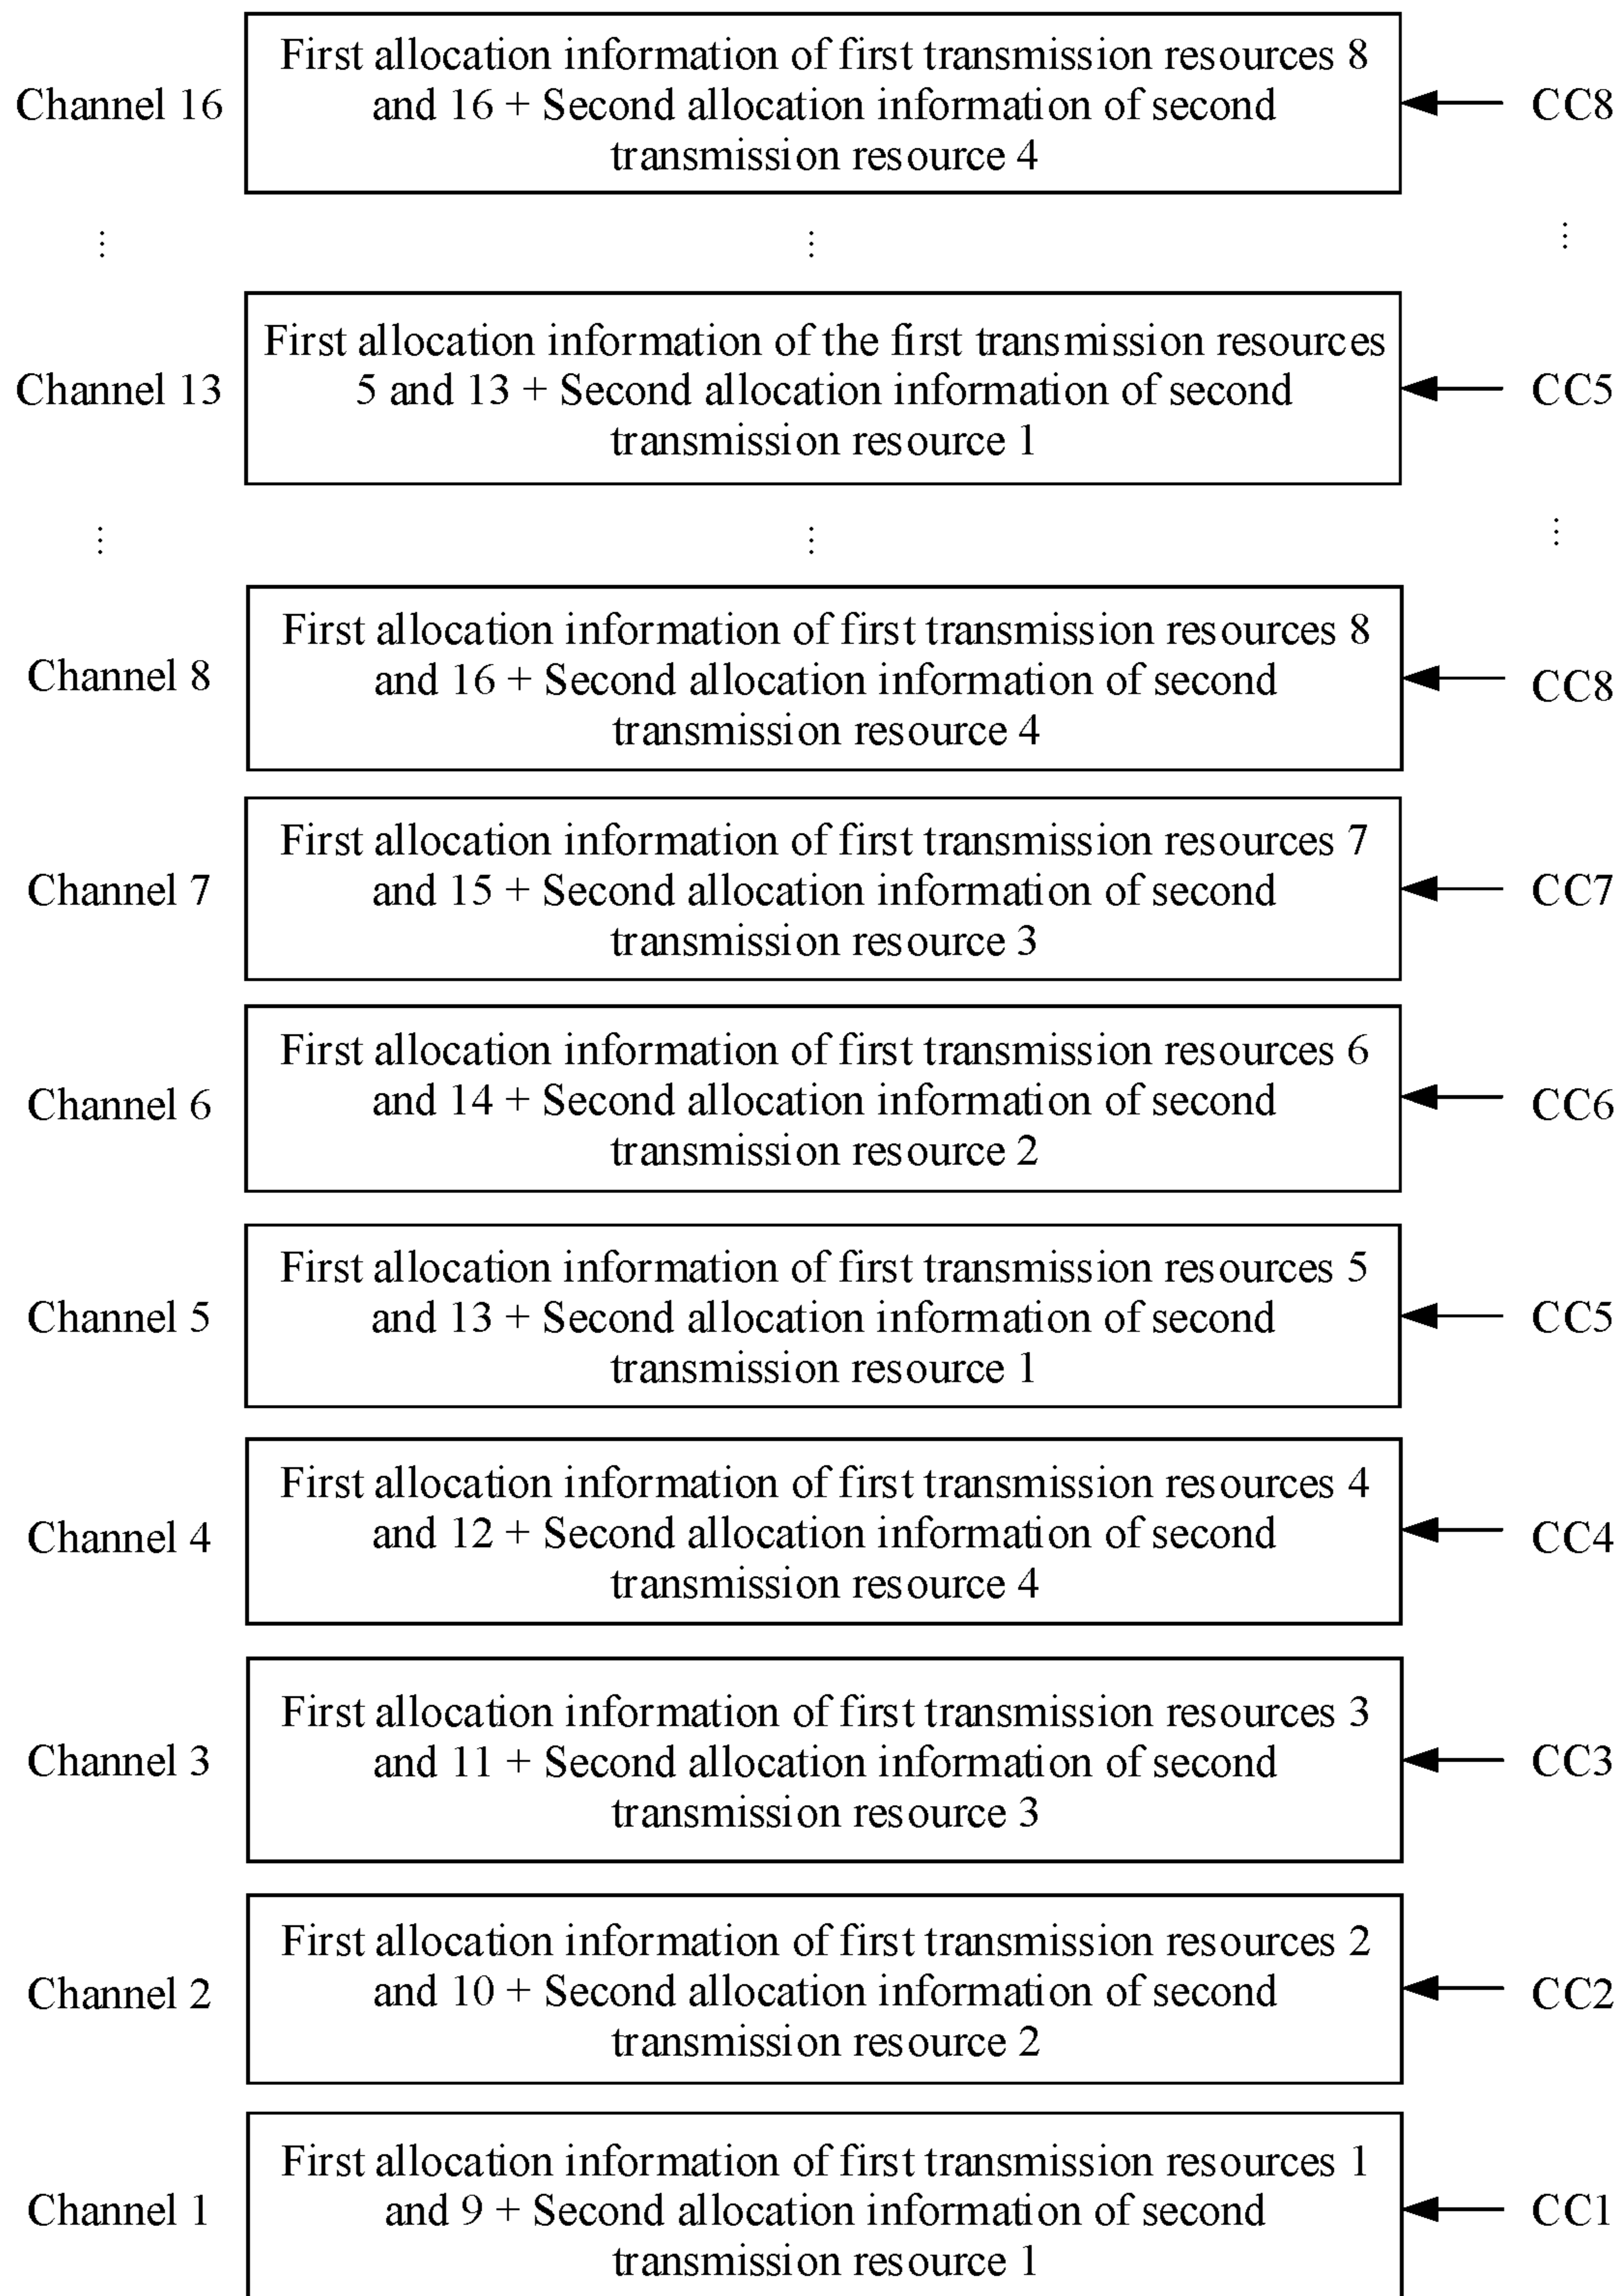 Channel 16
First allocation information of first transmission resources 8
and 16 + Second allocation information of second
transmission resource 4
CC8
⋮ ⋮ ⋮
Channel 13
First allocation information of the first transmission resources
5 and 13 + Second allocation information of second
transmission resource 1
CC5
⋮ ⋮ ⋮
Channel 8
First allocation information of first transmission resources 8
and 16 + Second allocation information of second
transmission resource 4
CC8
Channel 7
First allocation information of first transmission resources 7
and 15 + Second allocation information of second
transmission resource 3
CC7
Channel 6
First allocation information of first transmission resources 6
and 14 + Second allocation information of second
transmission resource 2
CC6
Channel 5
First allocation information of first transmission resources 5
and 13 + Second allocation information of second
transmission resource 1
CC5
Channel 4
First allocation information of first transmission resources 4
and 12 + Second allocation information of second
transmission resource 4
CC4
Channel 3
First allocation information of first transmission resources 3
and 11 + Second allocation information of second
transmission resource 3
CC3
Channel 2
First allocation information of first transmission resources 2
and 10 + Second allocation information of second
transmission resource 2
CC2
Channel 1
First allocation information of first transmission resources 1
and 9 + Second allocation information of second
transmission resource 1
CC1